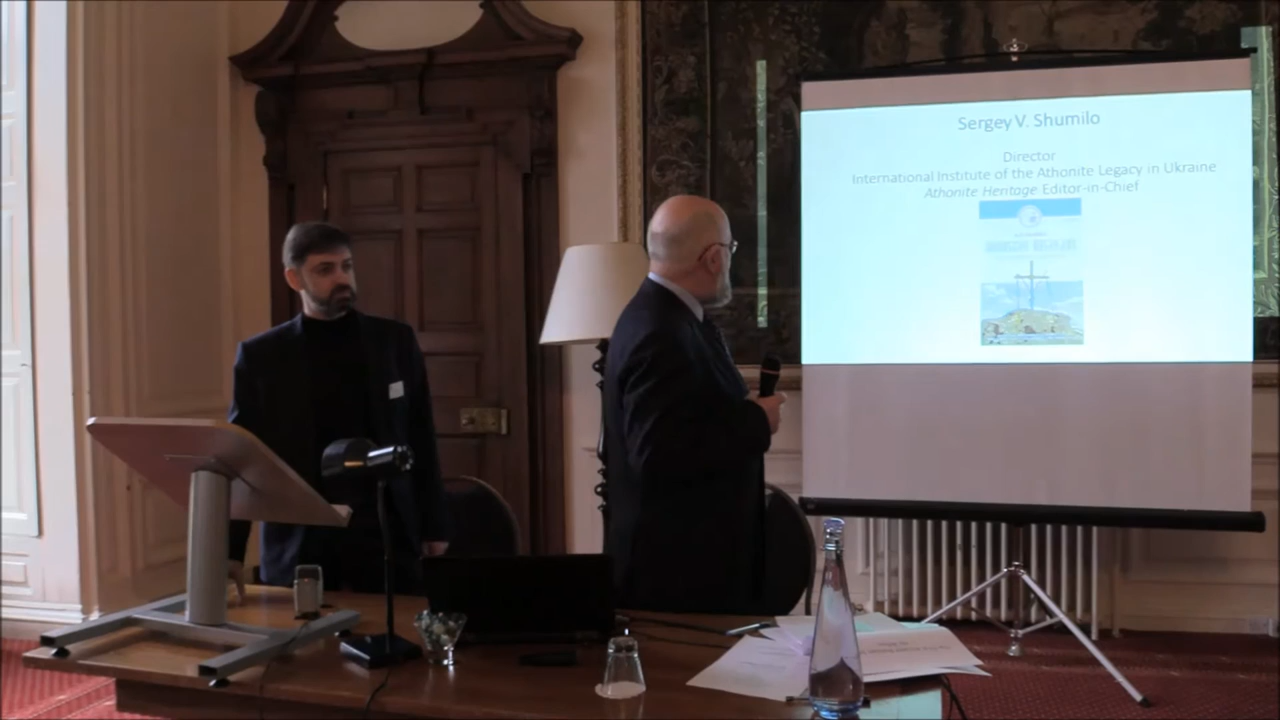 Sergey V. Shumilo
Director
International Institute of the Athonite Legacy in Ukraine
Athonite Heritage Editor-in-Chief